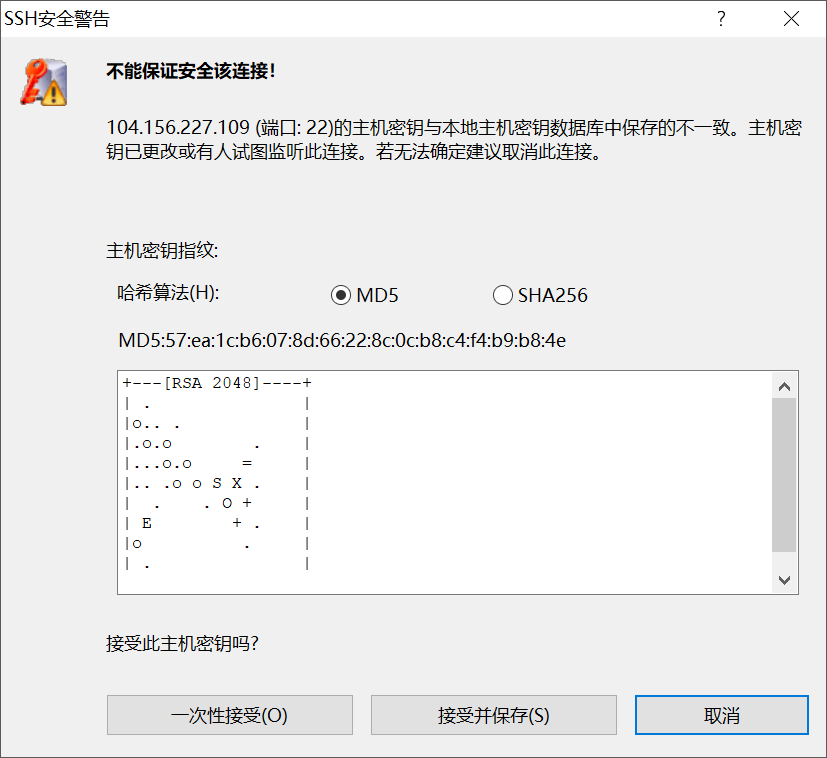 SSH安全警告
不能保证安全该连接!
104.156.227.109 (端口: 22)的主机密钥与本地主机密钥数据库中保存的不一致。主机密
钥已更改或有人试图监听此连接。若无法确定建议取消此连接。
主机密钥指纹:
哈希算法(H): MD5 SHA256
MD5:57:ea:1c:b6:07:8d:66:22:8c:0c:b8:c4:f4:b9:b8:4e
+---[RSA 2048]----+
| .               |
|o.. .            |
|.o.o        .    |
|...o.o     =     |
|.. .o o S X .    |
|  .    . O +     |
| E        + .    |
|o          .     |
| .               |
接受此主机密钥吗?
一次性接受(O) 接受并保存(S) 取消